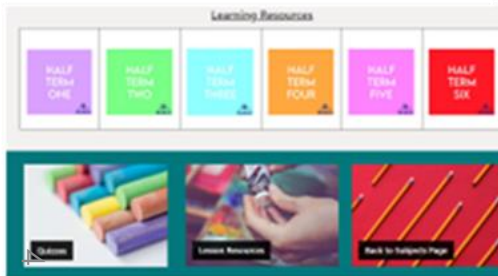 Learning Resources
HALF
TERM
ONE
HALF
TERM
TWO
HALF
TERM
THREE
HALF
TERM
FOUR
HALF
TERM
FIVE
HALF
TERM
SIX
Quizzes
Lesson Resources
Back to Subjects Page